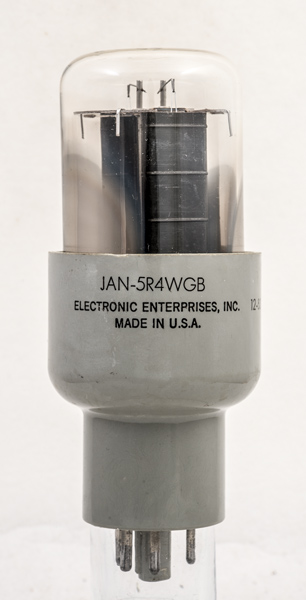 JAN-5R4WGB
ELECTRONIC ENTERPRISES, INC.
MADE IN U.S.A.